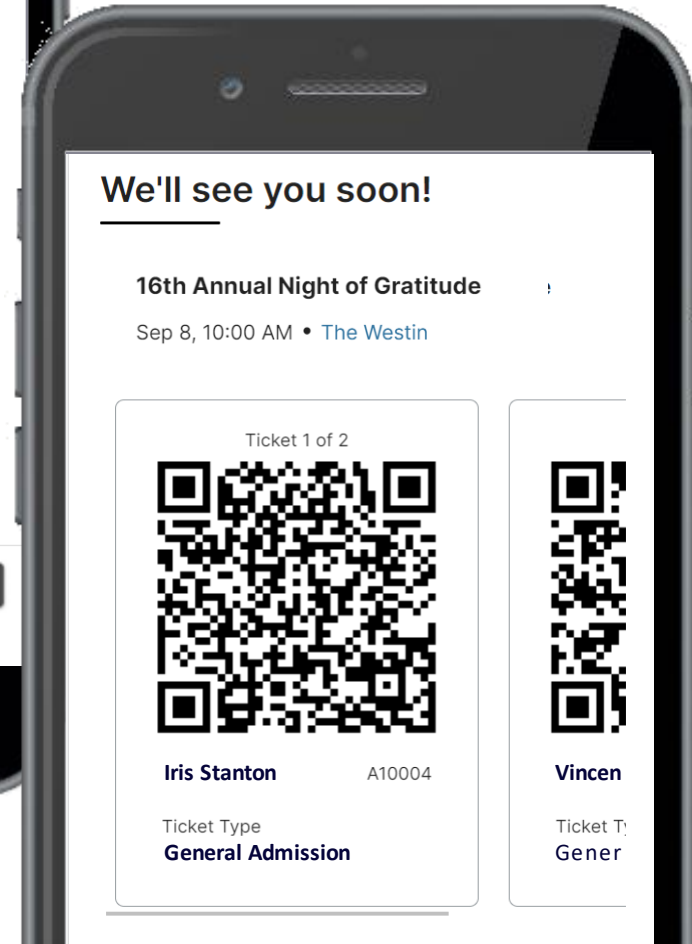 We'll see you soon!
16th Annual Night of Gratitude e
Sep 8, 10:00 AM • The Westin
Ticket 1 of 2
Iris Stanton A10004
Ticket Type
General Admission
Vincen
Ticket Ty
Gener